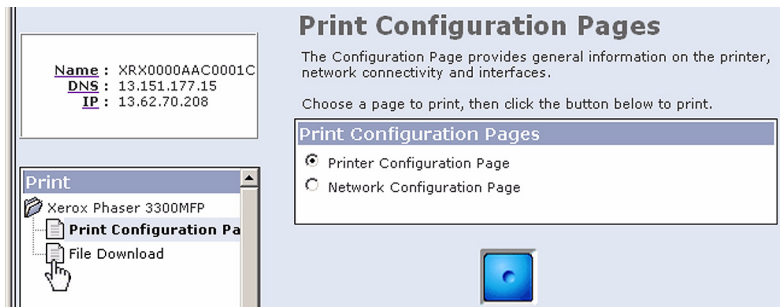 Print Configuration Pages
The Configuration Page provides general information on the printer,
network connectivity and interfaces.
Choose a page to print, then click the button below to print.
Name : XRX0000AAC0001C
DNS : 13.151.177.15
IP : 13.62.70.208
Print Configuration Pages
Printer Configuration Page
Network Configuration Page
Print
Xerox Phaser 3300MFP
Print Configuration Pa
File Download